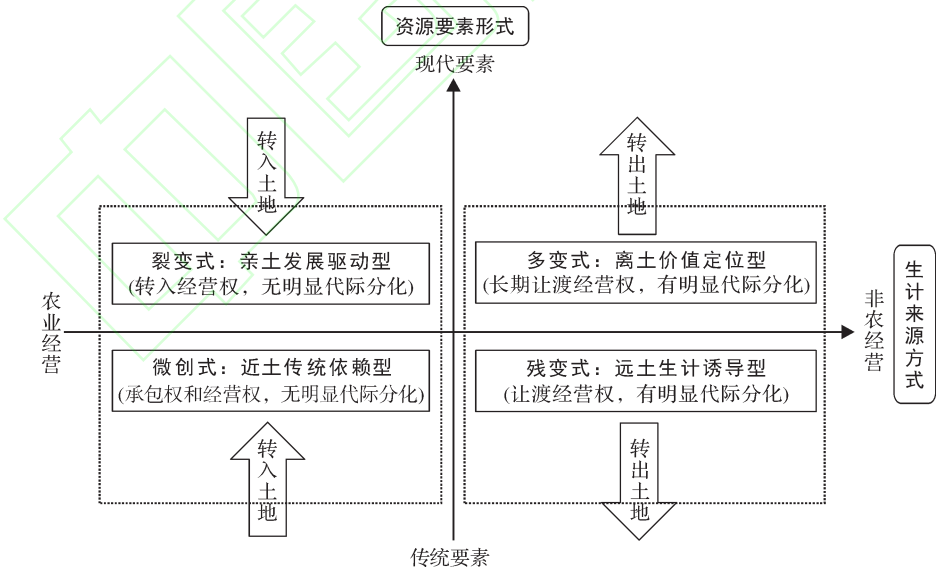 资源要素形式
现代要素
转入土地
转出土地
裂变式：亲土发展驱动型
(转入经营权，无明显代际分化)
多变式：离土价值定位型
(长期让渡经营权，有明显代际分化)
农业经营
非农经营
生计来源方式
微创式：近土传统依赖型
(承包权和经营权，无明显代际分化)
残变式：远土生计诱导型
(让渡经营权，有明显代际分化)
转入土地
转出土地
传统要素